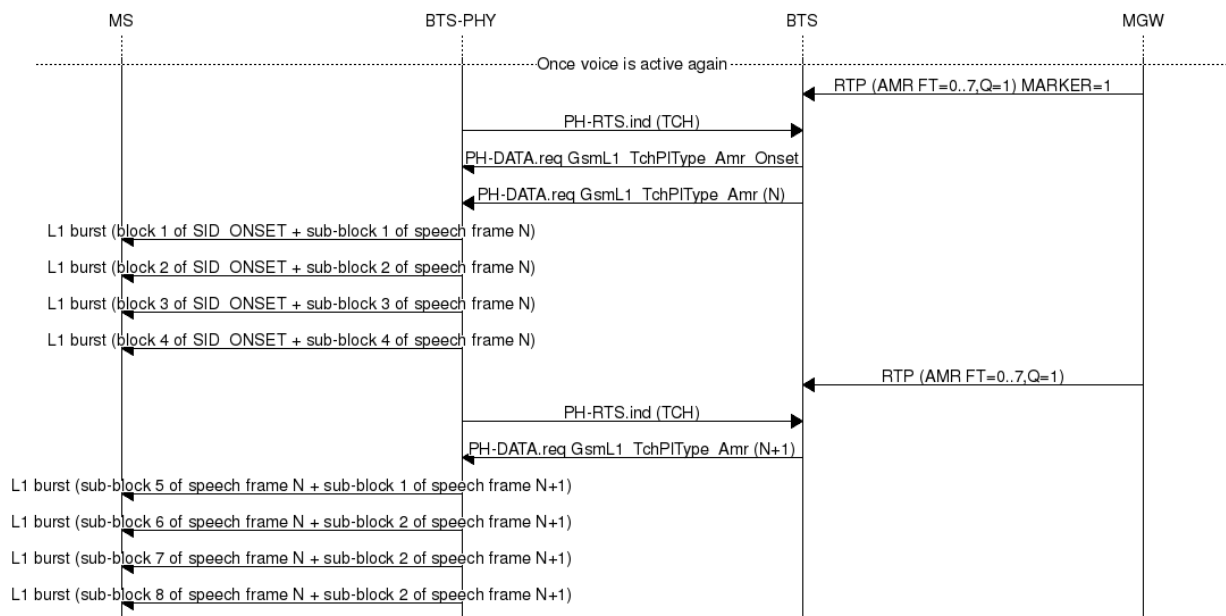 MS BTS-PHY BTS MGW
Once voice is active again
RTP (AMR FT=0..7,Q=1) MARKER=1
PH-RTS.ind (TCH)
PH-DATA.req GsmL1_TchPlType_Amr_Onset
PH-DATA.req GsmL1_TchPlType_Amr (N)
L1 burst (block 1 of SID_ONSET + sub-block 1 of speech frame N)
L1 burst (block 2 of SID_ONSET + sub-block 2 of speech frame N)
L1 burst (block 3 of SID_ONSET + sub-block 3 of speech frame N)
L1 burst (block 4 of SID_ONSET + sub-block 4 of speech frame N)
RTP (AMR FT=0..7,Q=1)
PH-RTS.ind (TCH)
PH-DATA.req GsmL1_TchPlType_Amr (N+1)
L1 burst (sub-block 5 of speech frame N + sub-block 1 of speech frame N+1)
L1 burst (sub-block 6 of speech frame N + sub-block 2 of speech frame N+1)
L1 burst (sub-block 7 of speech frame N + sub-block 2 of speech frame N+1)
L1 burst (sub-block 8 of speech frame N + sub-block 2 of speech frame N+1)